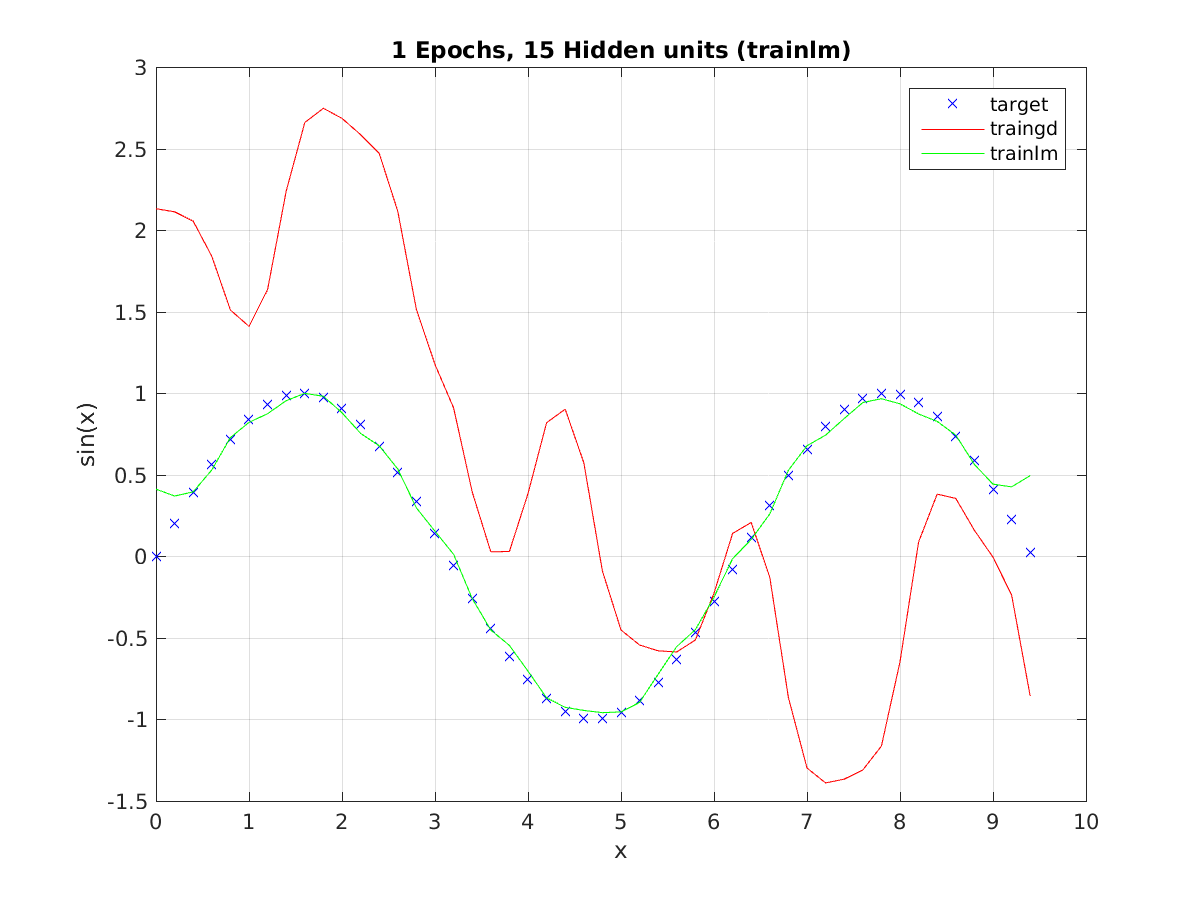 1 Epochs, 15 Hidden units (trainlm)
3
2.5
2
1.5
1
0.5
0
-0.5
-1
-1.5
sin(x)
target
traingd
trainlm
0 1 2 3 4 5 6 7 8 9 10
x